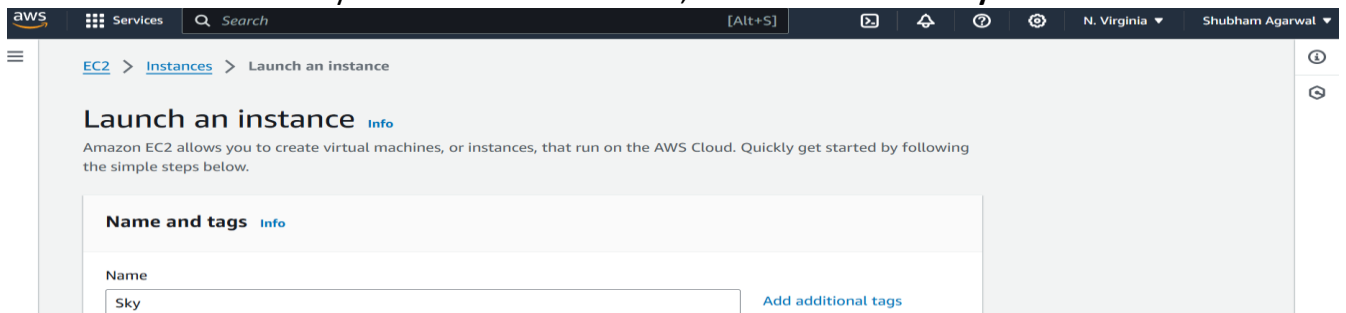 aws Services Search [Alt+S] N. Virginia ▼ Shubham Agarwal ▼
EC2 > Instances > Launch an instance
Launch an instance Info
Amazon EC2 allows you to create virtual machines, or instances, that run on the AWS Cloud. Quickly get started by following
the simple steps below.
Name and tags Info
Name
Sky Add additional tags